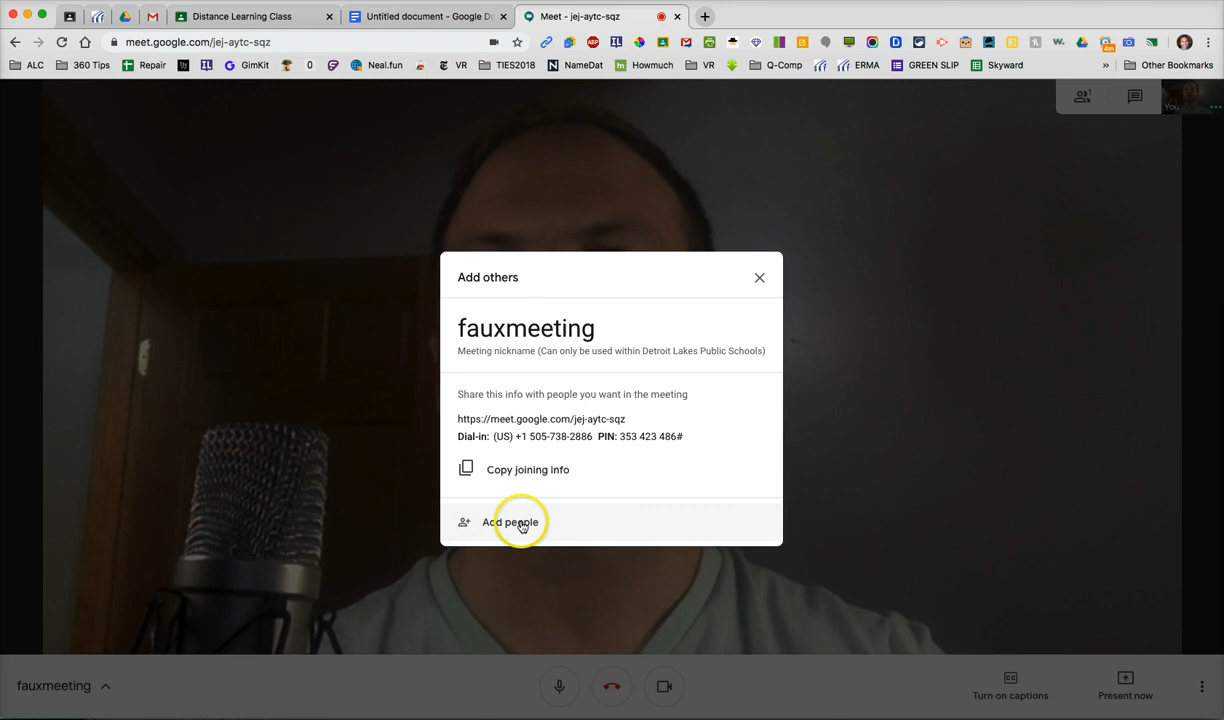 Distance Learning Class
Untitled document - Google Do
Meet - jej-aytc-sqz
meet.google.com/jej-aytc-sqz
ALC
360 Tips
Repair
GimKit
0
Neal.fun
VR
TIES2018
NameDat
Howmuch
VR
Q-Comp
ERMA
GREEN SLIP
Skyward
»
Other Bookmarks
1
You
Add others
fauxmeeting
Meeting nickname (Can only be used within Detroit Lakes Public Schools)
Share this info with people you want in the meeting
https://meet.google.com/jej-aytc-sqz
Dial-in: (US) +1 505-738-2886 PIN: 353 423 486#
Copy joining info
Add people
fauxmeeting
Turn on captions
Present now